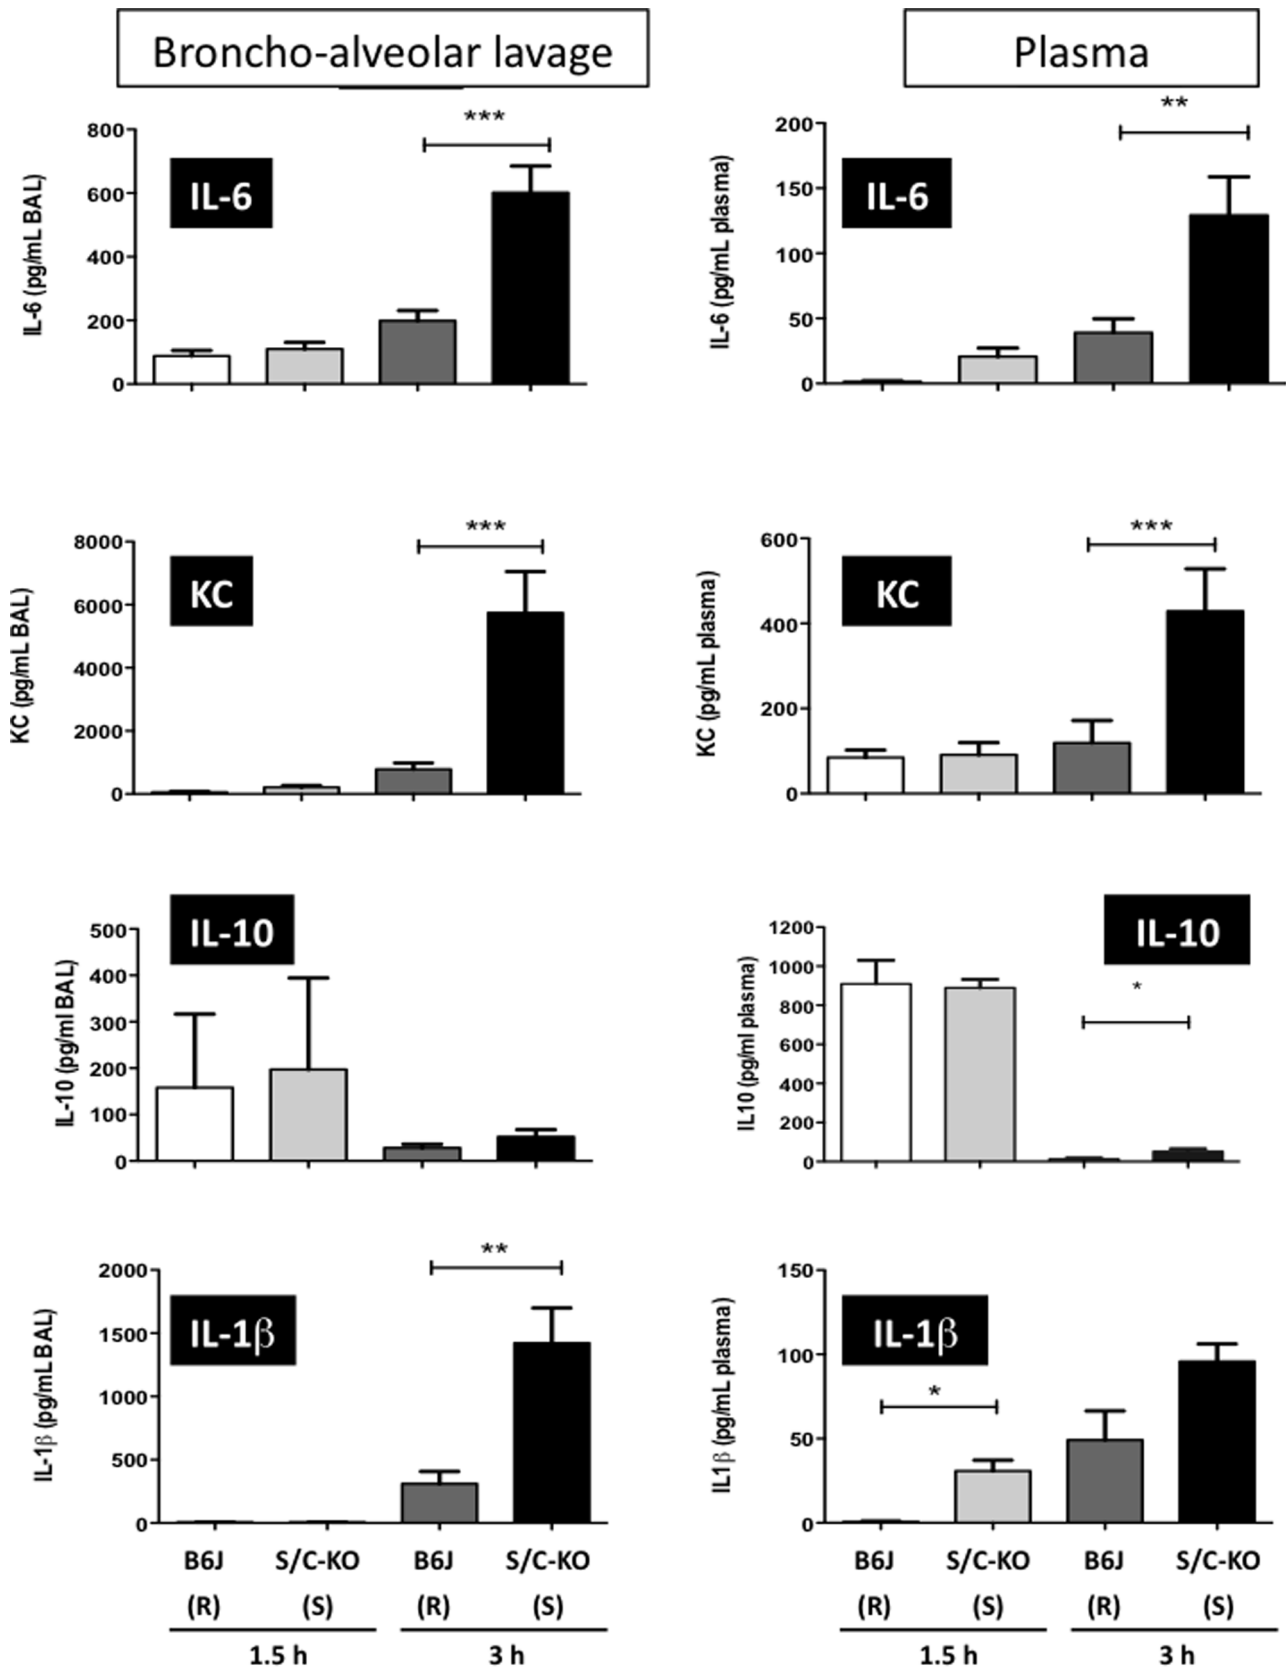 Broncho-alveolar lavage
Plasma
IL-6 (pg/mL BAL)
800
600
400
200
0
IL-6
***
IL-6 (pg/mL plasma)
200
150
100
50
0
IL-6
**
KC (pg/mL BAL)
8000
6000
4000
2000
0
KC
***
KC (pg/mL plasma)
600
400
200
0
KC
***
IL-10 (pg/ml BAL)
500
400
300
200
100
0
IL-10
IL10 (pg/ml plasma)
1200
1000
800
600
400
200
0
IL-10
*
IL-1β (pg/mL BAL)
2000
1500
1000
500
0
IL-1β
**
IL1β (pg/mL plasma)
150
100
50
0
IL-1β
*
B6J S/C-KO B6J S/C-KO
(R) (S) (R) (S)
1.5 h 3 h
B6J S/C-KO B6J S/C-KO
(R) (S) (R) (S)
1.5 h 3 h